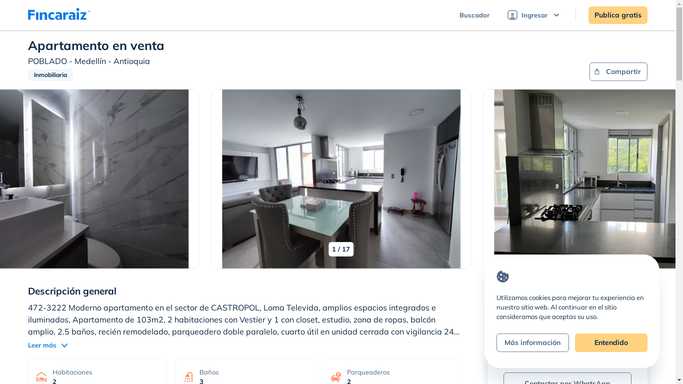 Fincaraiz
Buscador
Ingresar
Publica gratis
Apartamento en venta
POBLADO - Medellín - Antioquia
Inmobiliaria
Compartir
1 / 17
Descripción general
472-3222 Moderno apartamento en el sector de CASTROPOL, Loma Televida, amplios espacios integrados e
iluminados, Apartamento de 103m2, 2 habitaciones con Vestier y 1 con closet, estudio, zona de ropas, balcón
amplio, 2.5 baños, recién remodelado, parqueadero doble paralelo, cuarto útil en unidad cerrada con vigilancia 24...
Leer más
Habitaciones
2
Baños
3
Parqueaderos
2
Utilizamos cookies para mejorar tu experiencia en
nuestro sitio web. Al continuar en el sitio
consideramos que aceptas su uso.
Más información
Entendido
Contactar por WhatsApp